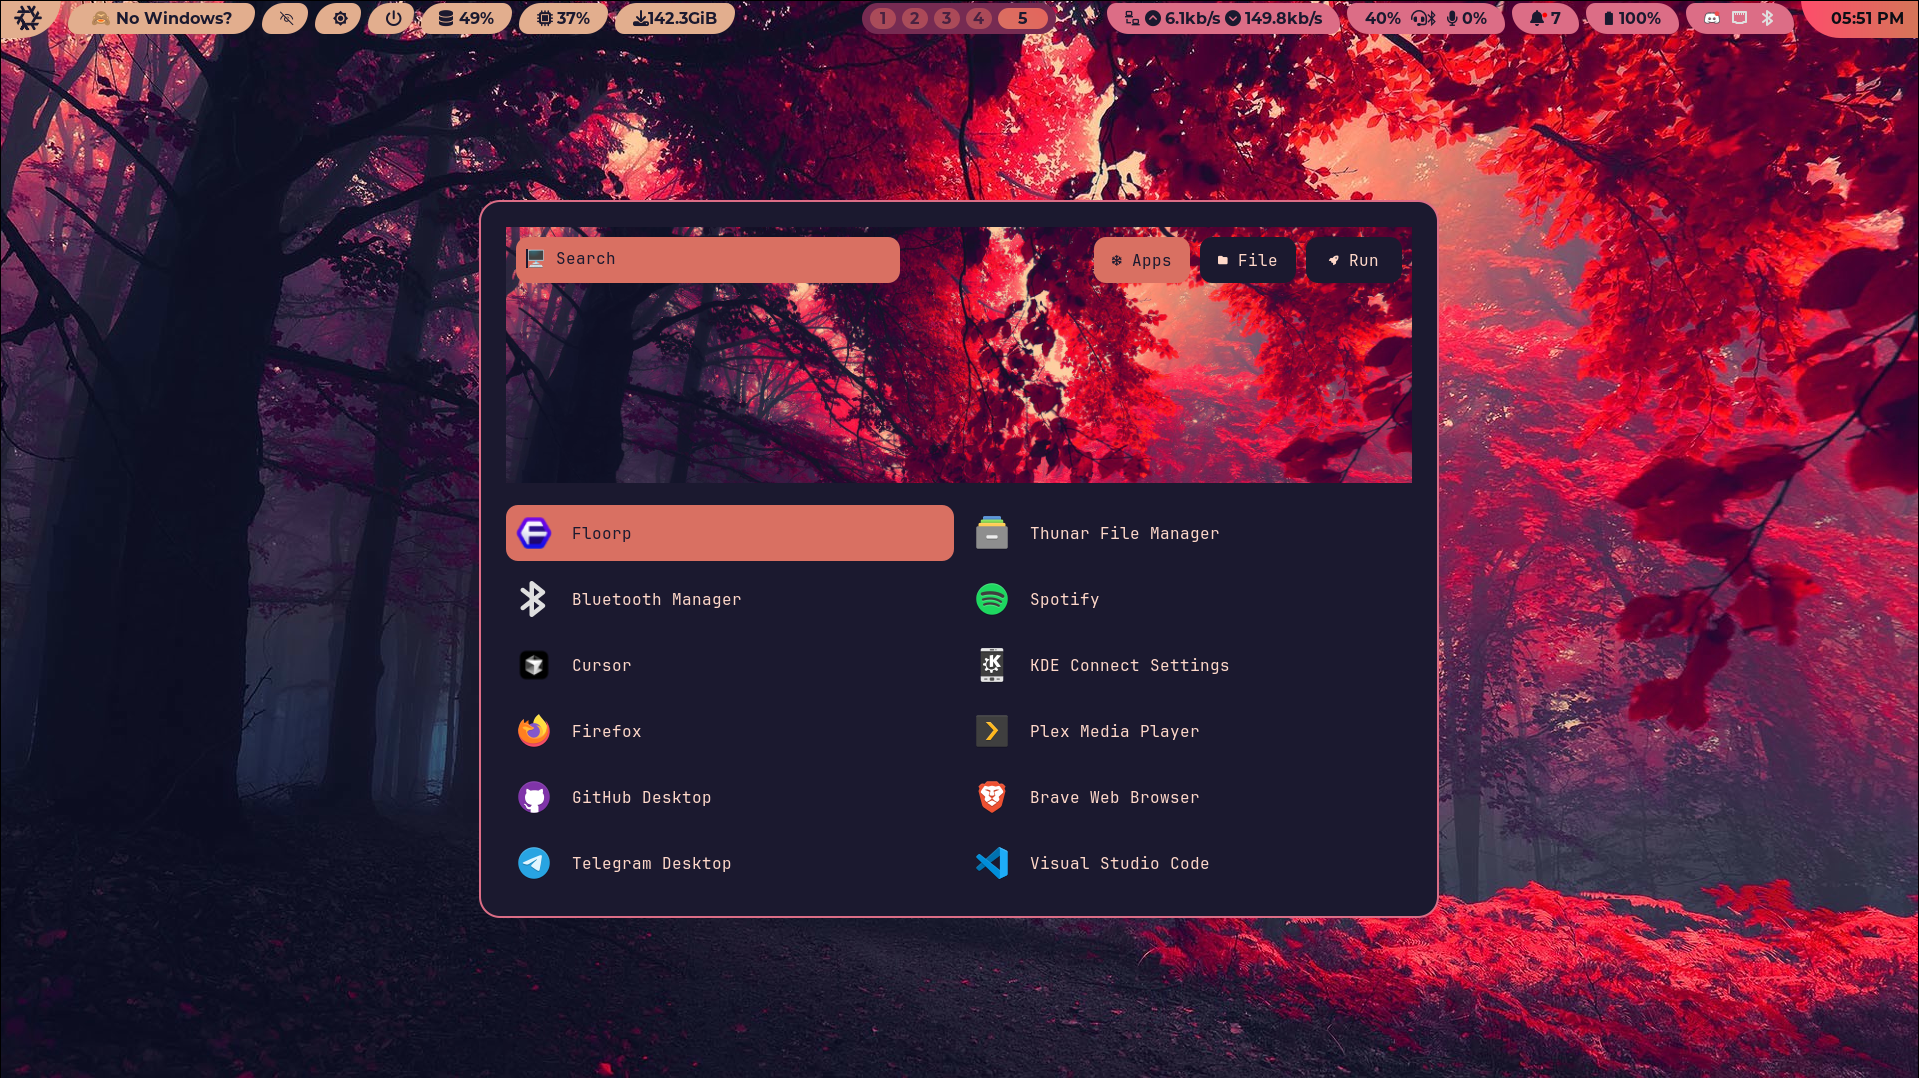 🙈 No Windows? 49% 37% 142.3GiB 1 2 3 4 5 6.1kb/s 149.8kb/s 40% 0% 7 100% 05:51 PM
Search Apps File Run
Floorp Thunar File Manager
Bluetooth Manager Spotify
Cursor KDE Connect Settings
Firefox Plex Media Player
GitHub Desktop Brave Web Browser
Telegram Desktop Visual Studio Code